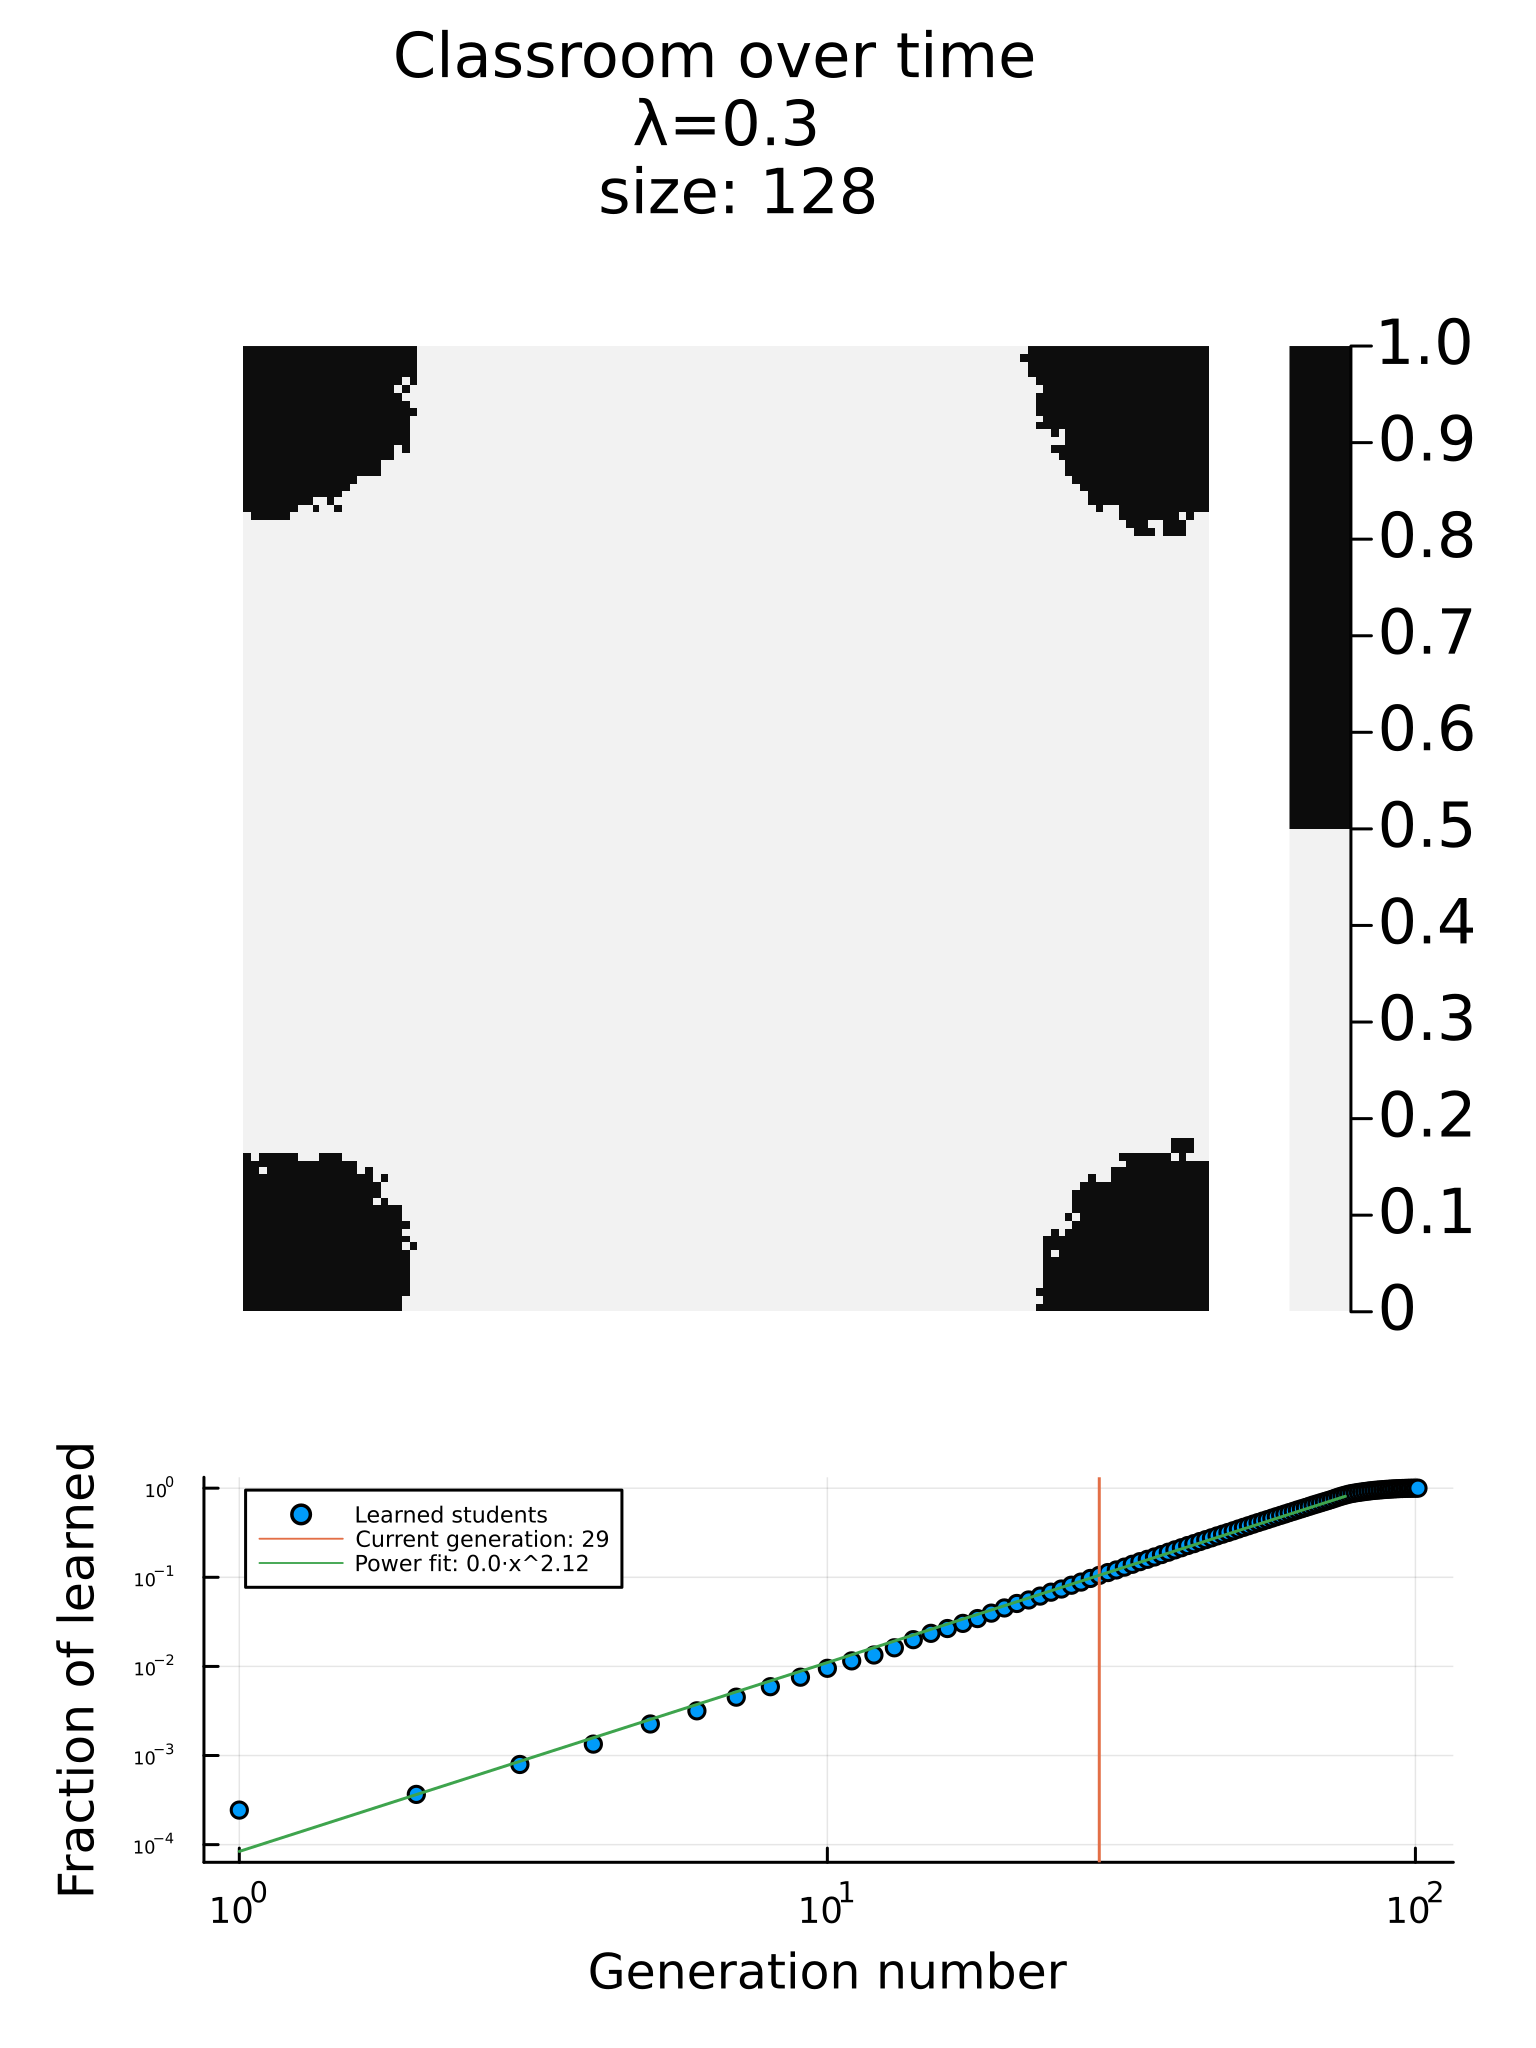 Classroom over time
λ=0.3
size: 128
1.0
0.9
0.8
0.7
0.6
0.5
0.4
0.3
0.2
0.1
0
Fraction of learned
10⁰
10⁻¹
10⁻²
10⁻³
10⁻⁴
Learned students
Current generation: 29
Power fit: 0.0·x^2.12
10⁰ 10¹ 10²
Generation number